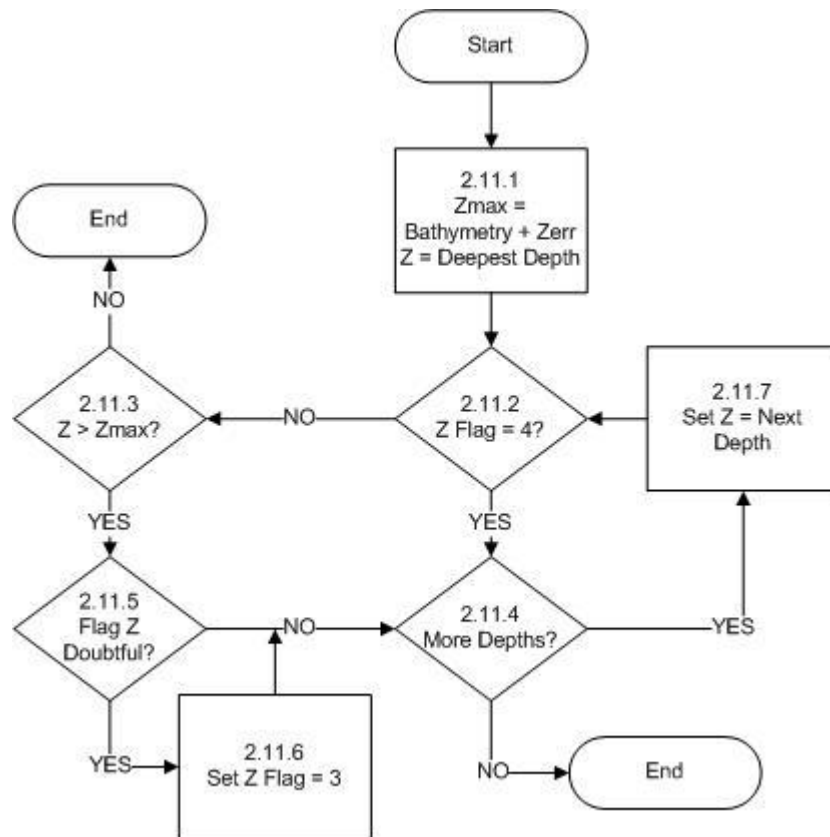 Start
2.11.1
Zmax =
Bathymetry + Zerr
Z = Deepest Depth
End
NO
2.11.3
Z > Zmax?
NO
2.11.2
Z Flag = 4?
2.11.7
Set Z = Next
Depth
YES
YES
2.11.5
Flag Z
Doubtful?
NO
2.11.4
More Depths?
YES
YES
2.11.6
Set Z Flag = 3
NO
End